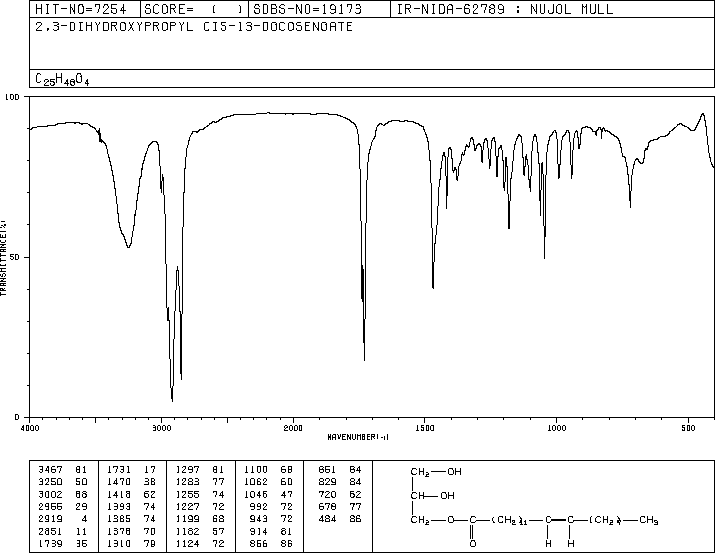 HIT-NO=7254 SCORE= ( ) SDBS-NO=19173 IR-NIDA-62789 : NUJOL MULL
2,3-DIHYDROXYPROPYL CIS-13-DOCOSENOATE
C25H48O4
100
50
0
TRANSMITTANCE(%)
4000 3000 2000 1500 1000 500
WAVENUMBER(-1)
3467 81 1731 17 1297 81 1100 68 851 84
3250 50 1470 38 1283 77 1062 60 829 84
3002 68 1418 62 1255 74 1046 47 720 62
2955 29 1393 74 1227 72 992 72 678 77
2919 4 1385 74 1199 68 943 72 484 86
2851 11 1378 70 1182 57 914 81
1739 35 1310 79 1124 72 866 86
CH2—OH
CH—OH
CH2—O—C—(CH2)11—C=C—(CH2)7—CH3
O H H